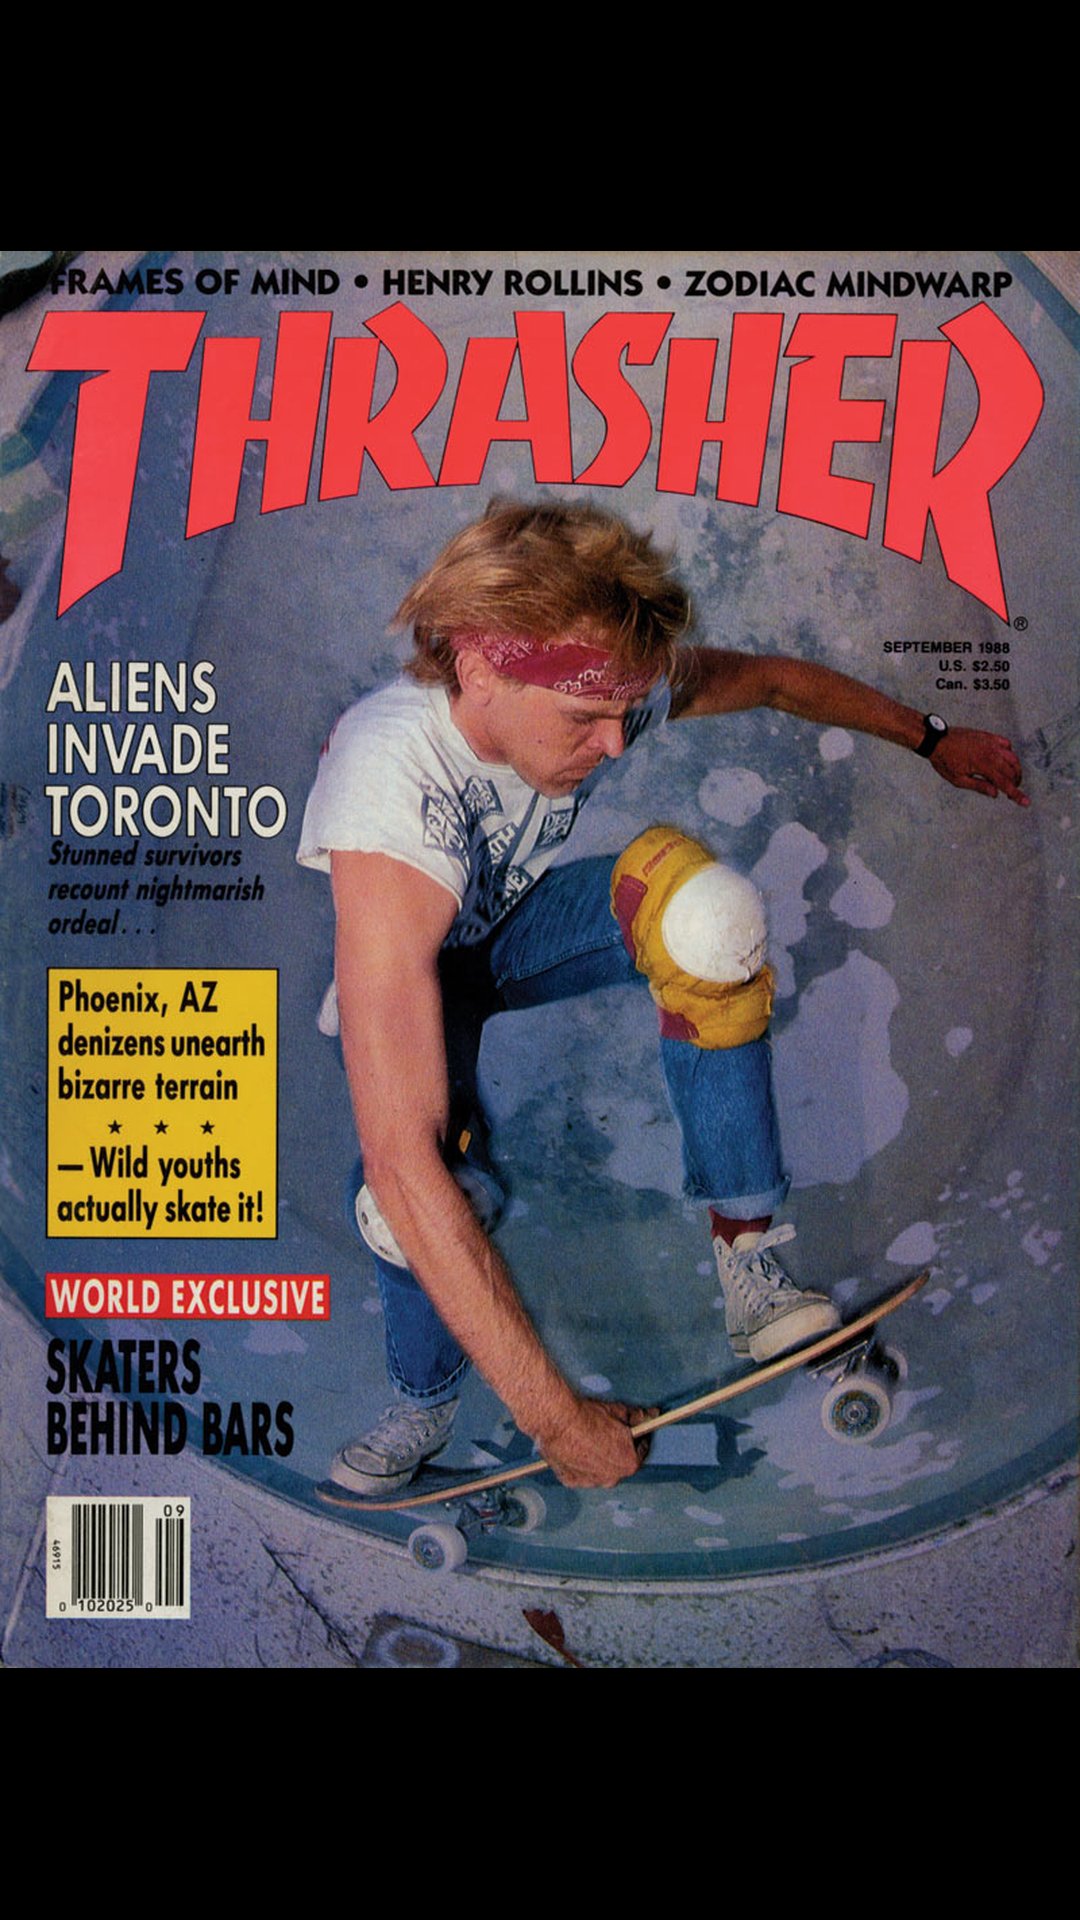 FRAMES OF MIND • HENRY ROLLINS • ZODIAC MINDWARP
THRASHER
®
SEPTEMBER 1988
U.S. $2.50
Can. $3.50
ALIENS
INVADE
TORONTO
Stunned survivors
recount nightmarish
ordeal...
Phoenix, AZ
denizens unearth
bizarre terrain
★ ★ ★
— Wild youths
actually skate it!
WORLD EXCLUSIVE
SKATERS
BEHIND BARS
09
46915
0 102025 0